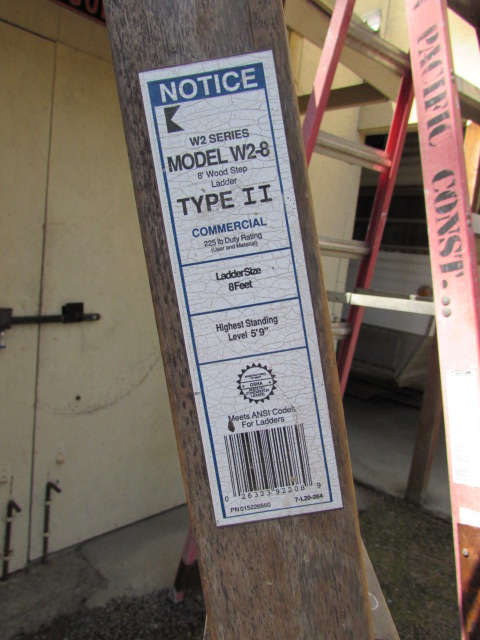 NOTICE
W2 SERIES
MODEL W2-8
8' Wood Step
Ladder
TYPE II
COMMERCIAL
225 lb Duty Rating
(User and Material)
Ladder Size
8 Feet
Highest Standing
Level 5'9"
OSHA
Meets ANSI Codes
For Ladders
0 26323 92208 9
PN 015226600
7-L20-264
PACIFIC CONST.